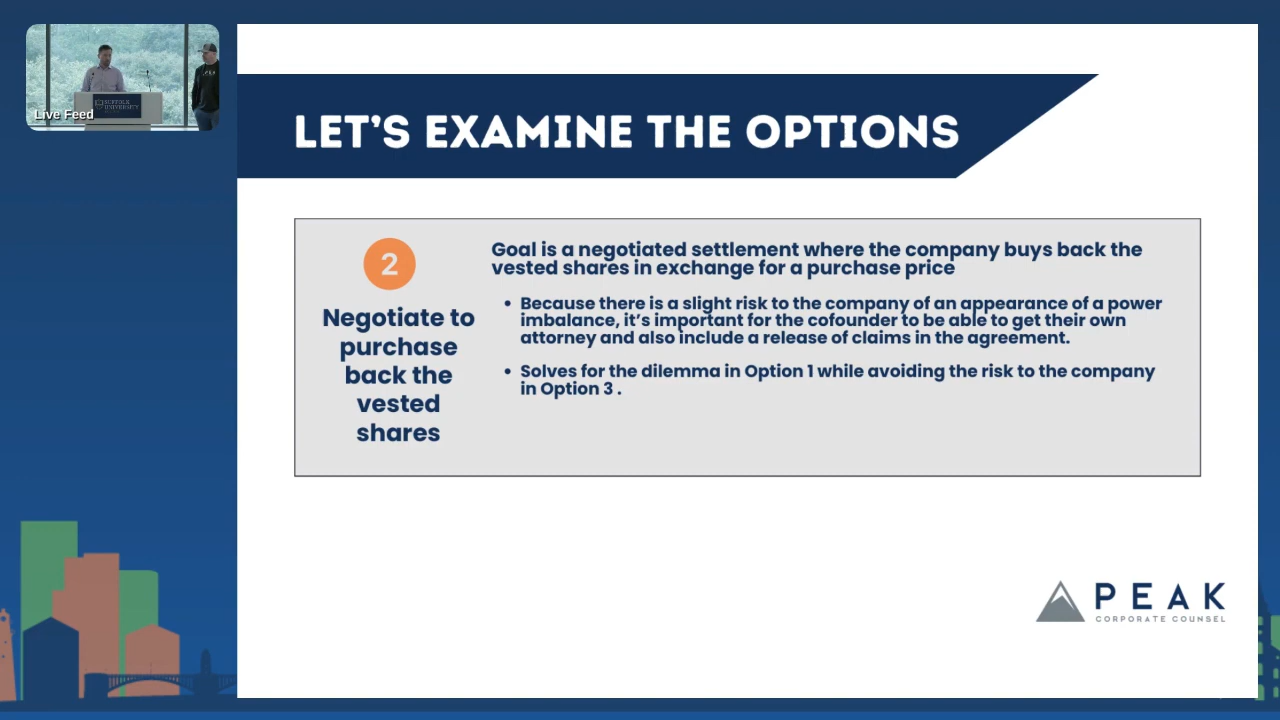 Live Feed
SUFFOLK
UNIVERSITY
LET'S EXAMINE THE OPTIONS
2
Negotiate to
purchase
back the
vested
shares
Goal is a negotiated settlement where the company buys back the
vested shares in exchange for a purchase price
• Because there is a slight risk to the company of an appearance of a power
imbalance, it's important for the cofounder to be able to get their own
attorney and also include a release of claims in the agreement.
• Solves for the dilemma in Option 1 while avoiding the risk to the company
in Option 3 .
PEAK
CORPORATE COUNSEL